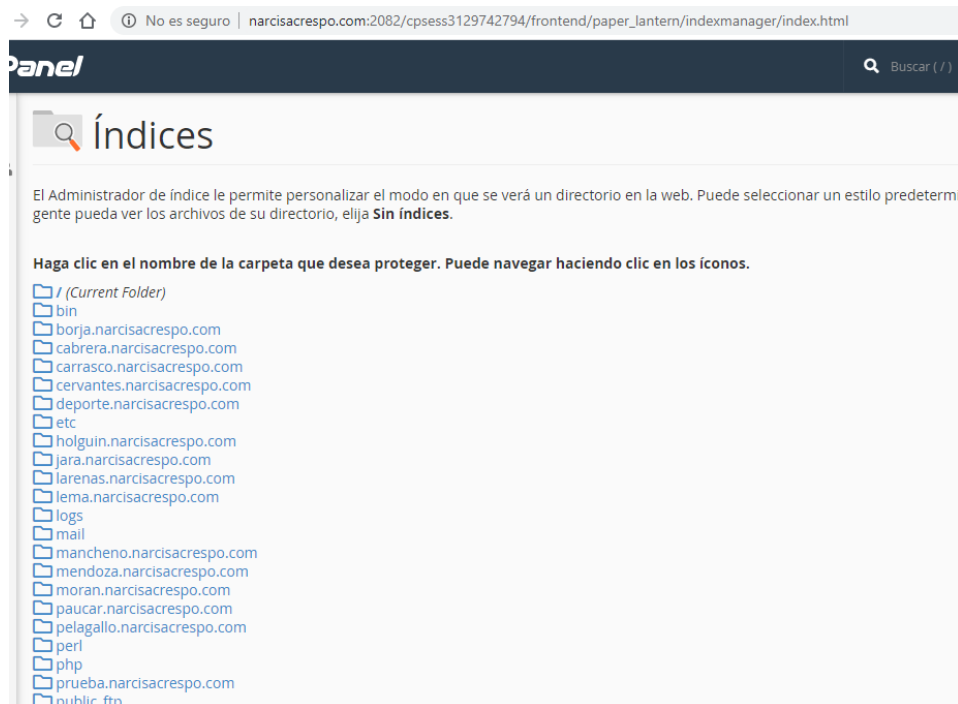 No es seguro | narcisacrespo.com:2082/cpsess3129742794/frontend/paper_lantern/indexmanager/index.html
Panel Buscar ( / )
Índices
El Administrador de índice le permite personalizar el modo en que se verá un directorio en la web. Puede seleccionar un estilo predeterm
gente pueda ver los archivos de su directorio, elija Sin índices.
Haga clic en el nombre de la carpeta que desea proteger. Puede navegar haciendo clic en los íconos.
/ (Current Folder)
bin
borja.narcisacrespo.com
cabrera.narcisacrespo.com
carrasco.narcisacrespo.com
cervantes.narcisacrespo.com
deporte.narcisacrespo.com
etc
holguin.narcisacrespo.com
jara.narcisacrespo.com
larenas.narcisacrespo.com
lema.narcisacrespo.com
logs
mail
mancheno.narcisacrespo.com
mendoza.narcisacrespo.com
moran.narcisacrespo.com
paucar.narcisacrespo.com
pelagallo.narcisacrespo.com
perl
php
prueba.narcisacrespo.com
public_ftp